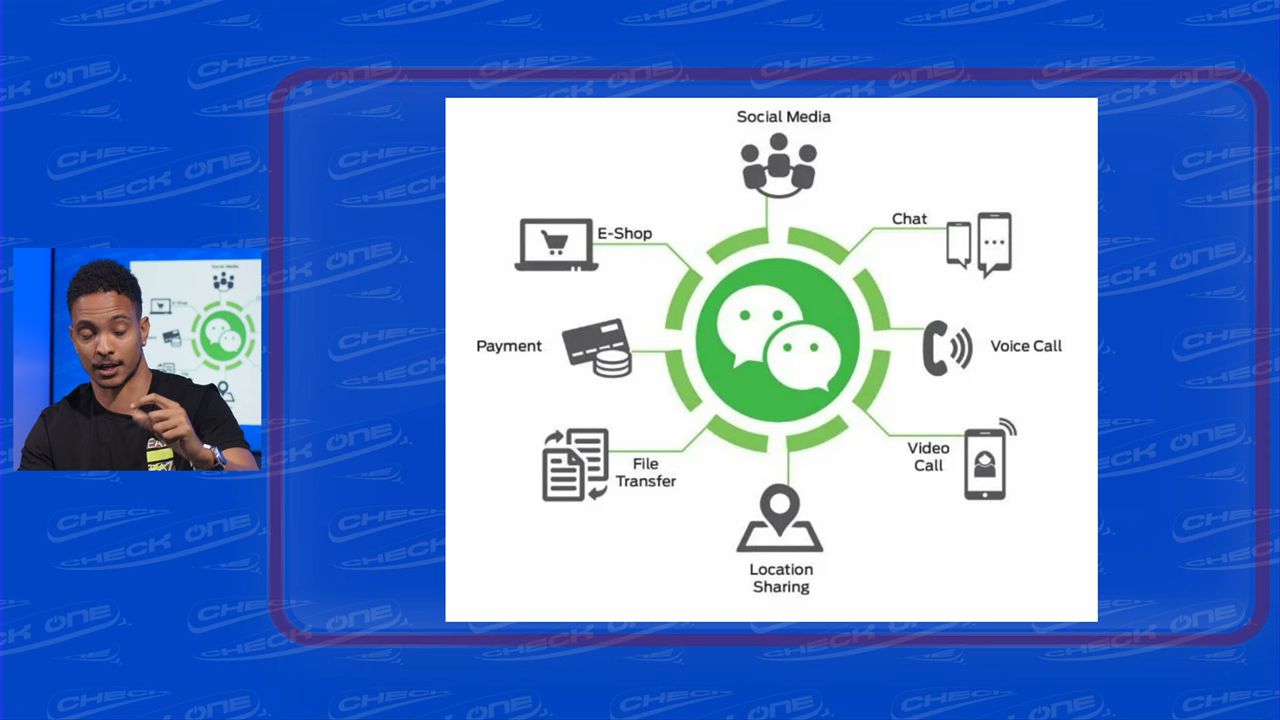 CHECK ONE
Social Media
Chat
E-Shop
Payment
Voice Call
Video
Call
File
Transfer
Location
Sharing